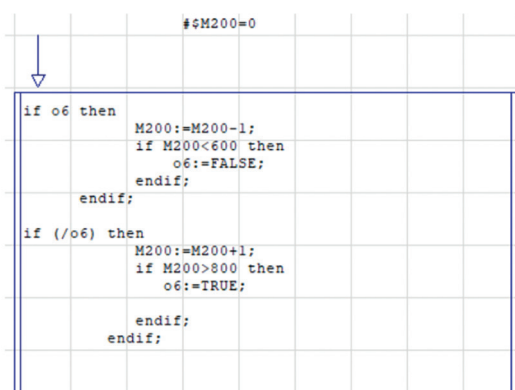 #$M200=0
if o6 then
M200:=M200-1;
if M200<600 then
o6:=FALSE;
endif;
endif;
if (/o6) then
M200:=M200+1;
if M200>800 then
o6:=TRUE;
endif;
endif;